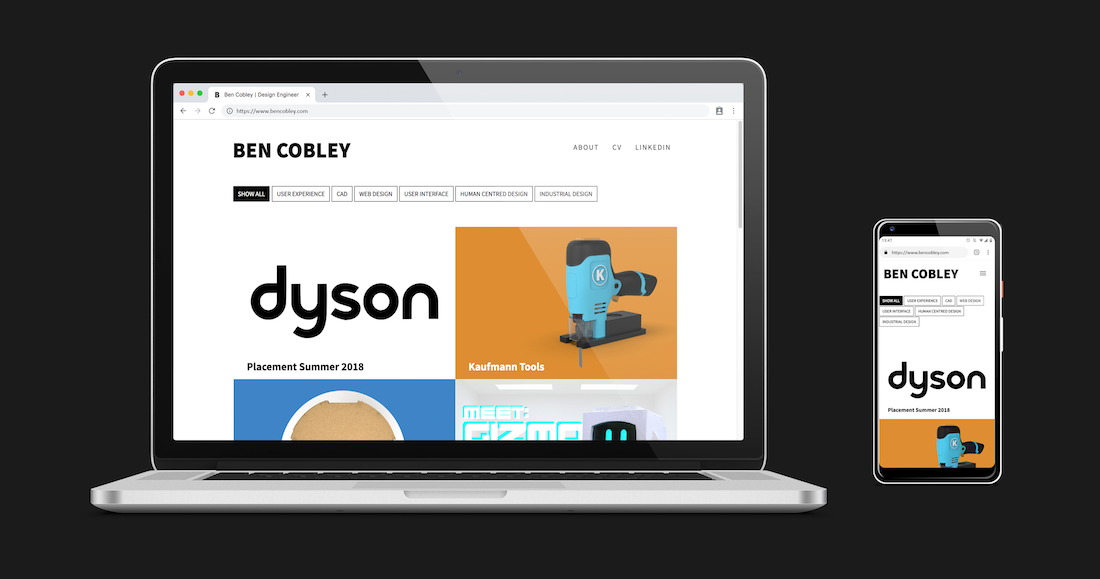 B Ben Cobley | Design Engineer
https://www.bencobley.com
BEN COBLEY
ABOUT CV LINKEDIN
SHOW ALL USER EXPERIENCE CAD WEB DESIGN USER INTERFACE HUMAN CENTRED DESIGN INDUSTRIAL DESIGN
dyson
Placement Summer 2018
K
Kaufmann Tools
MEET:
13:41
https://www.bencobley.com
BEN COBLEY
SHOW ALL USER EXPERIENCE CAD WEB DESIGN
USER INTERFACE HUMAN CENTRED DESIGN
INDUSTRIAL DESIGN
dyson
Placement Summer 2018
K